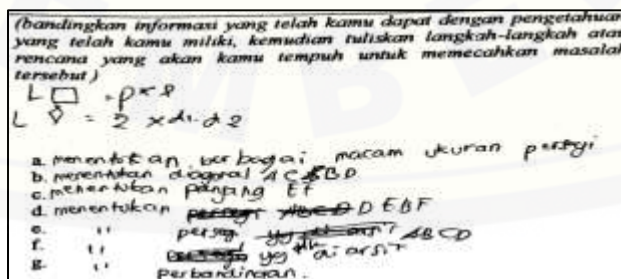 (bandingkan informasi yang telah kamu dapat dengan pengetahuan
yang telah kamu miliki, kemudian tuliskan langkah-langkah atau
rencana yang akan kamu tempuh untuk memecahkan masalah
tersebut)
L □ = p × l
L ◇ = 2 × d1. d2
a. menentukan berbagai macam ukuran persegi
b. menentukan diagonal AC & BD
c. menentukan panjang EF
d. menentukan DEBF
e. " persegi ABCD
f. " yg diarsir
g. " Perbandingan.